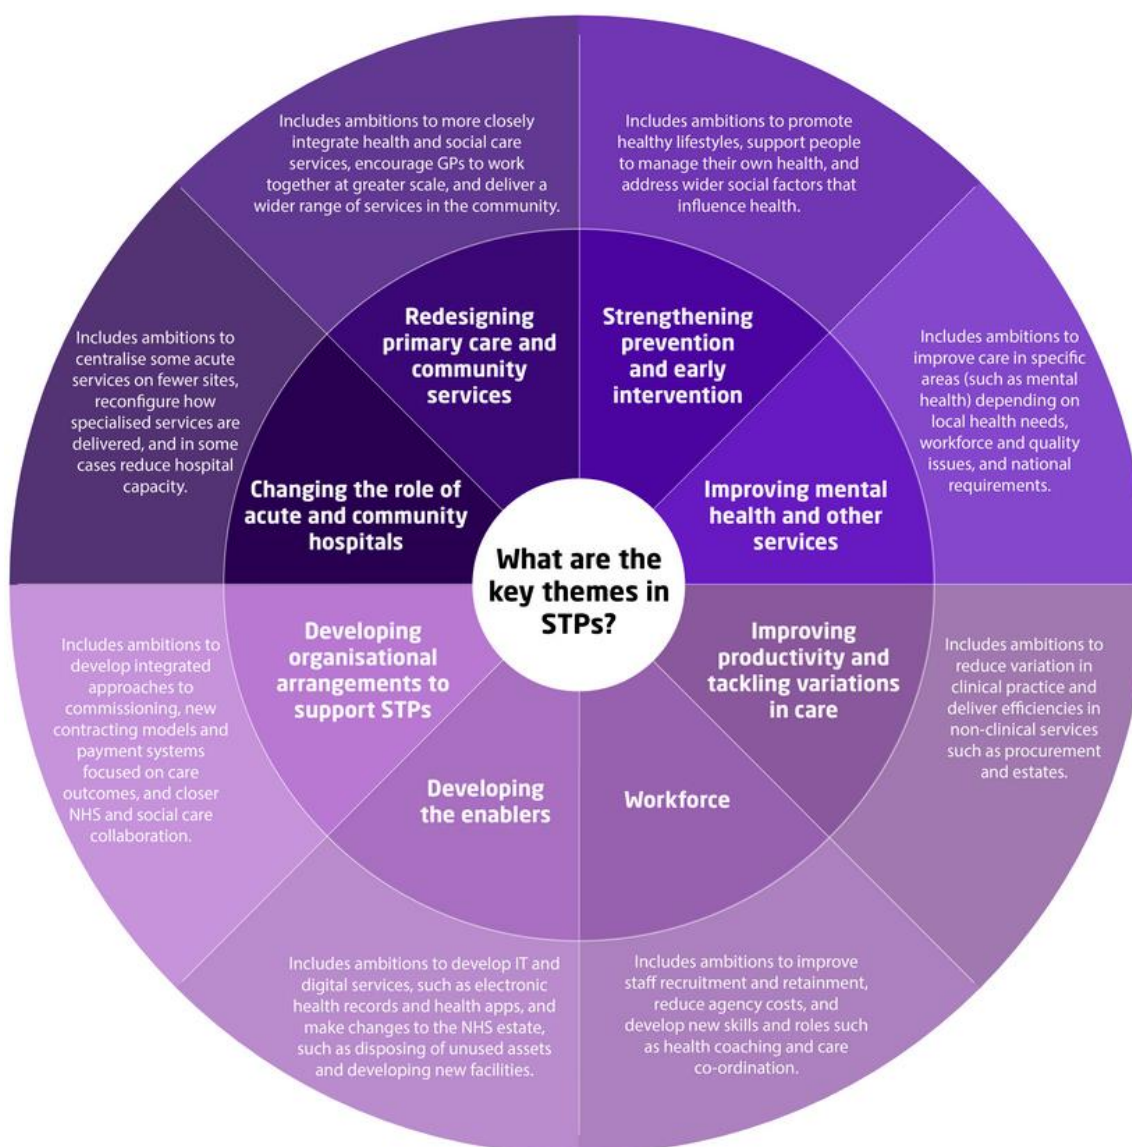 What are the
key themes in
STPs?
Strengthening
prevention
and early
intervention
Includes ambitions to promote
healthy lifestyles, support people
to manage their own health, and
address wider social factors that
influence health.
Improving mental
health and other
services
Includes ambitions to
improve care in specific
areas (such as mental
health) depending on
local health needs,
workforce and quality
issues, and national
requirements.
Improving
productivity and
tackling variations
in care
Includes ambitions to
reduce variation in
clinical practice and
deliver efficiencies in
non-clinical services
such as procurement
and estates.
Workforce
Includes ambitions to improve
staff recruitment and retainment,
reduce agency costs, and
develop new skills and roles such
as health coaching and care
co-ordination.
Developing
the enablers
Includes ambitions to develop IT and
digital services, such as electronic
health records and health apps, and
make changes to the NHS estate,
such as disposing of unused assets
and developing new facilities.
Developing
organisational
arrangements to
support STPs
Includes ambitions to
develop integrated
approaches to
commissioning, new
contracting models and
payment systems
focused on care
outcomes, and closer
NHS and social care
collaboration.
Changing the role of
acute and community
hospitals
Includes ambitions to
centralise some acute
services on fewer sites,
reconfigure how
specialised services are
delivered, and in some
cases reduce hospital
capacity.
Redesigning
primary care and
community
services
Includes ambitions to more closely
integrate health and social care
services, encourage GPs to work
together at greater scale, and deliver a
wider range of services in the community.